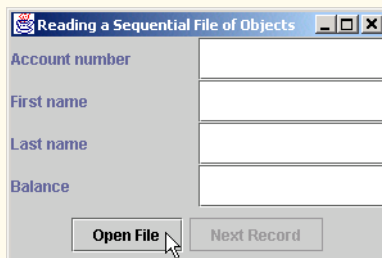 Reading a Sequential File of Objects
Account number
First name
Last name
Balance
Open File Next Record